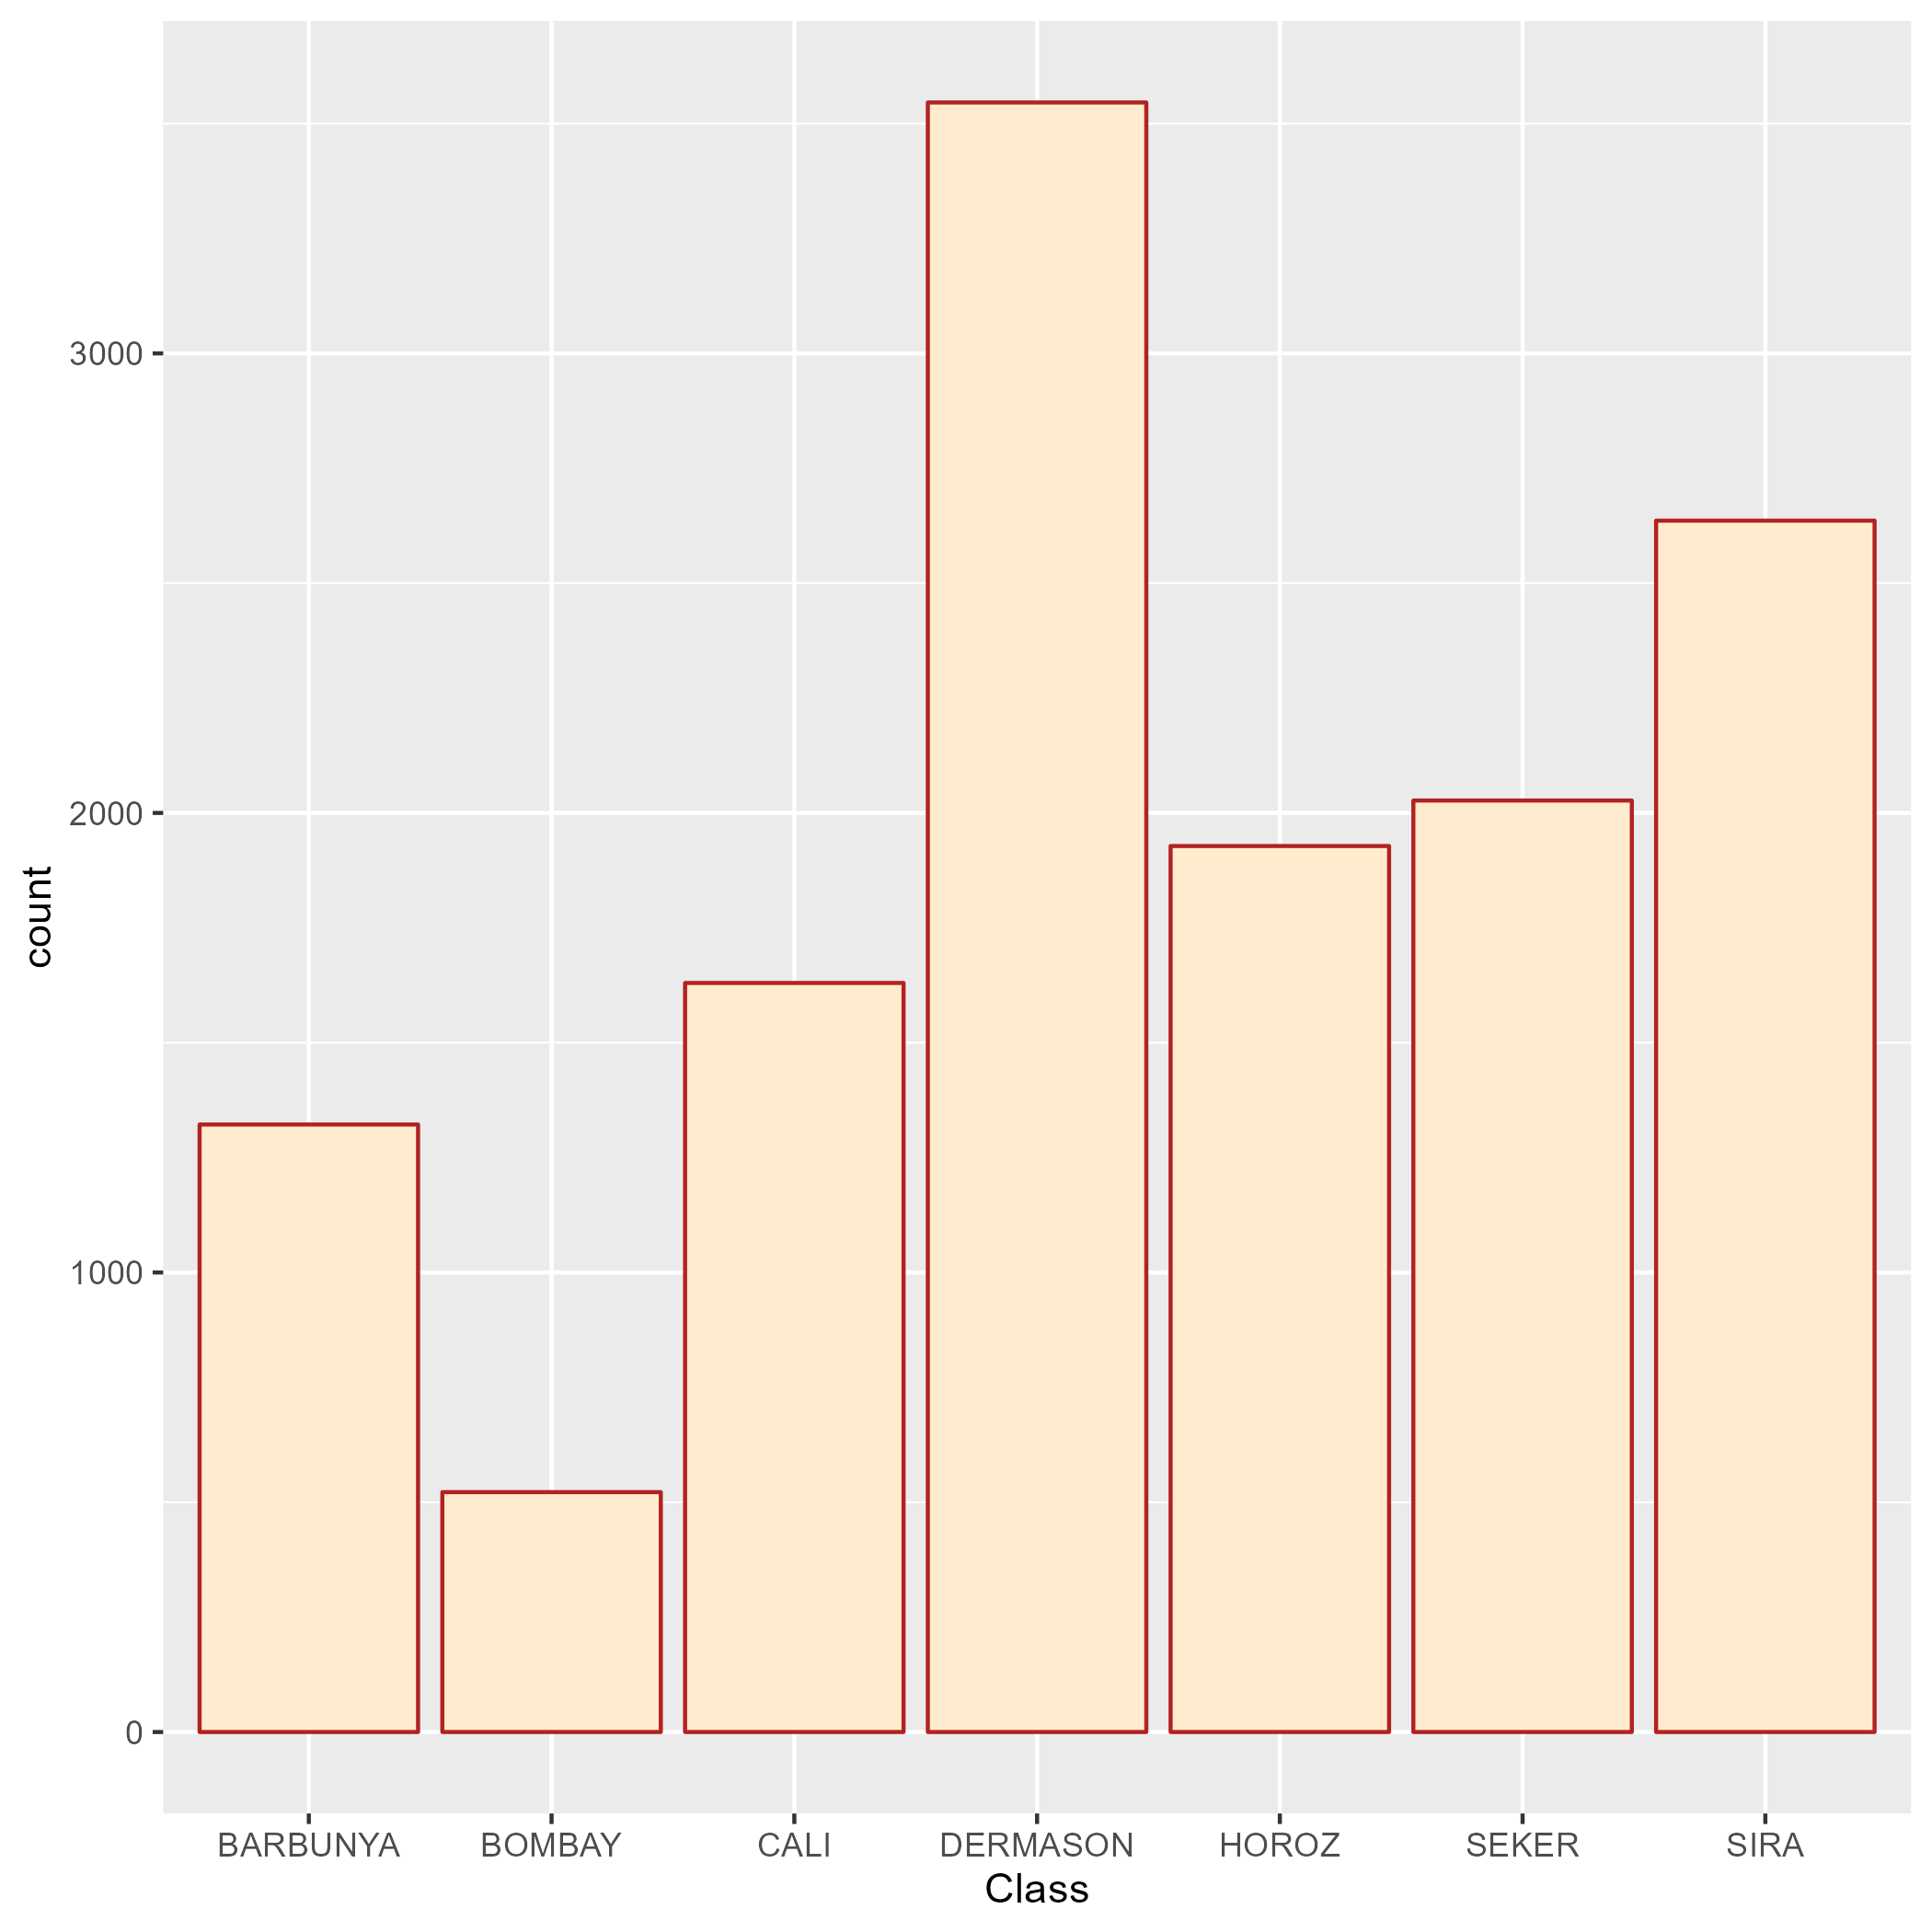 count
3000
2000
1000
0
BARBUNYA BOMBAY CALI DERMASON HOROZ SEKER SIRA
Class